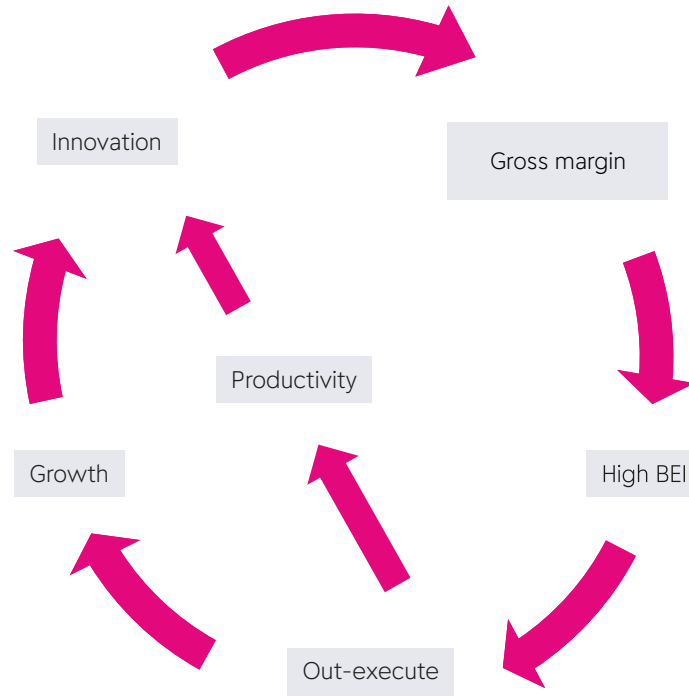 Innovation
Gross margin
Productivity
Growth
High BEI
Out-execute